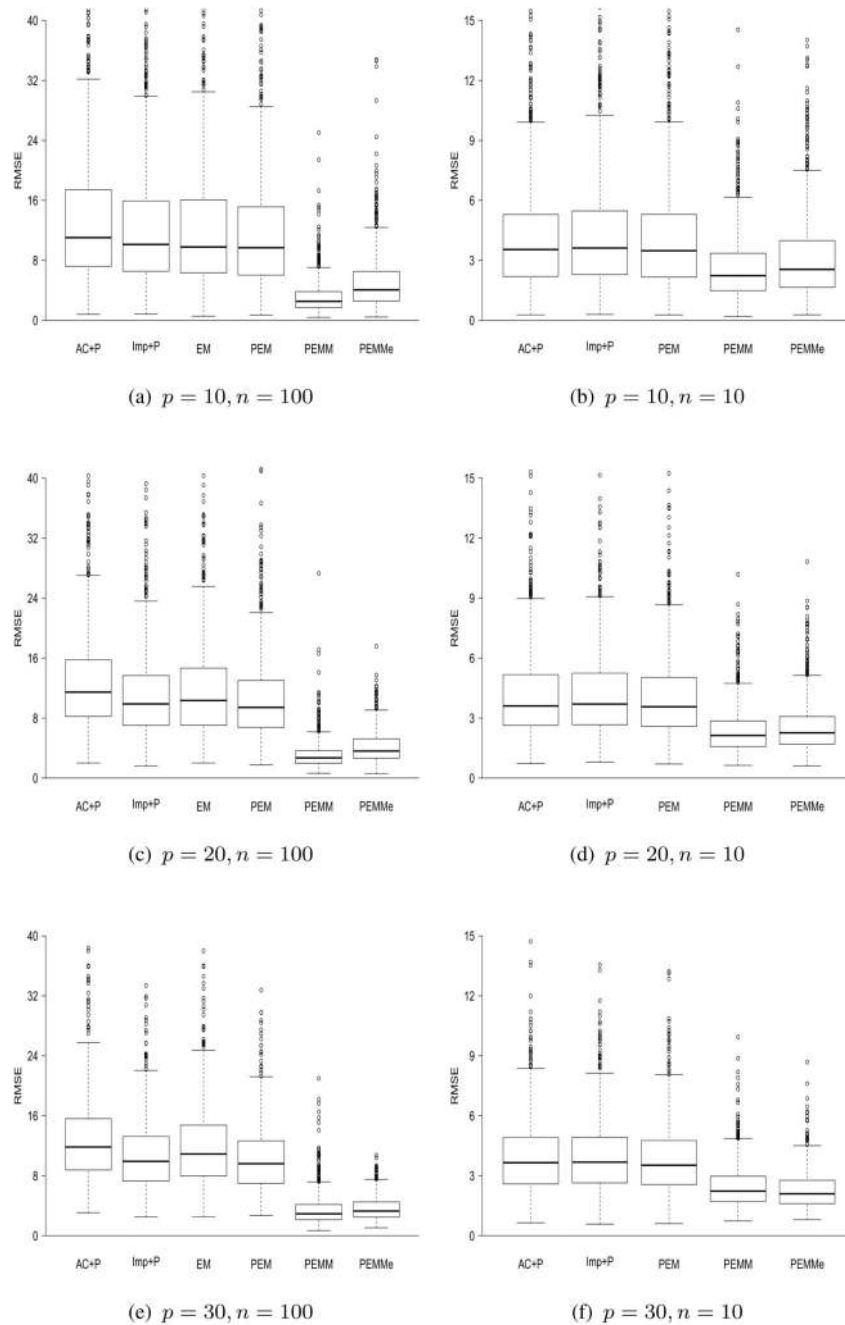 40
32
24
16
8
0
RMSE
AC+P Imp+P EM PEM PEMM PEMMe
(a) p = 10, n = 100
15
12
9
6
3
0
RMSE
AC+P Imp+P PEM PEMM PEMMe
(b) p = 10, n = 10
40
32
24
16
8
0
RMSE
AC+P Imp+P EM PEM PEMM PEMMe
(c) p = 20, n = 100
15
12
9
6
3
0
RMSE
AC+P Imp+P PEM PEMM PEMMe
(d) p = 20, n = 10
40
32
24
16
8
0
RMSE
AC+P Imp+P EM PEM PEMM PEMMe
(e) p = 30, n = 100
15
12
9
6
3
0
RMSE
AC+P Imp+P PEM PEMM PEMMe
(f) p = 30, n = 10